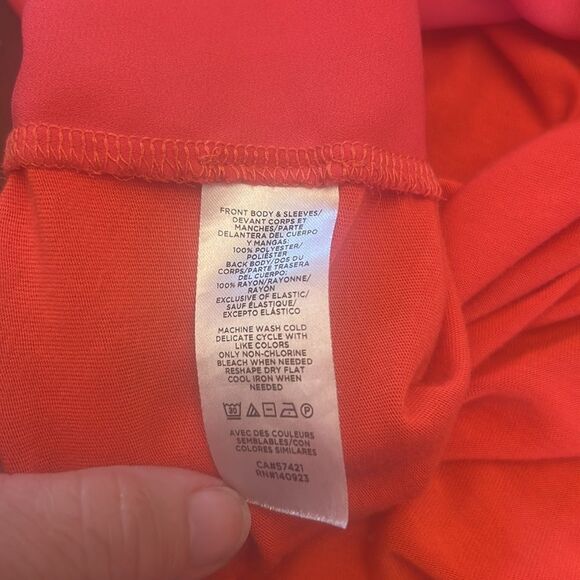 FRONT BODY & SLEEVES/
DEVANT CORPS ET
MANCHES/PARTE
DELANTERA DEL CUERPO
Y MANGAS:
100% POLYESTER/
POLIÉSTER
BACK BODY/DOS DU
CORPS/PARTE TRASERA
DEL CUERPO:
100% RAYON/RAYONNE/
RAYÓN
EXCLUSIVE OF ELASTIC/
SAUF ÉLASTIQUE/
EXCEPTO ELÁSTICO
MACHINE WASH COLD
DELICATE CYCLE WITH
LIKE COLORS
ONLY NON-CHLORINE
BLEACH WHEN NEEDED
RESHAPE DRY FLAT
COOL IRON WHEN
NEEDED
30 P
AVEC DES COULEURS
SEMBLABLES/CON
COLORES SIMILARES
CA#57421
RN#140923